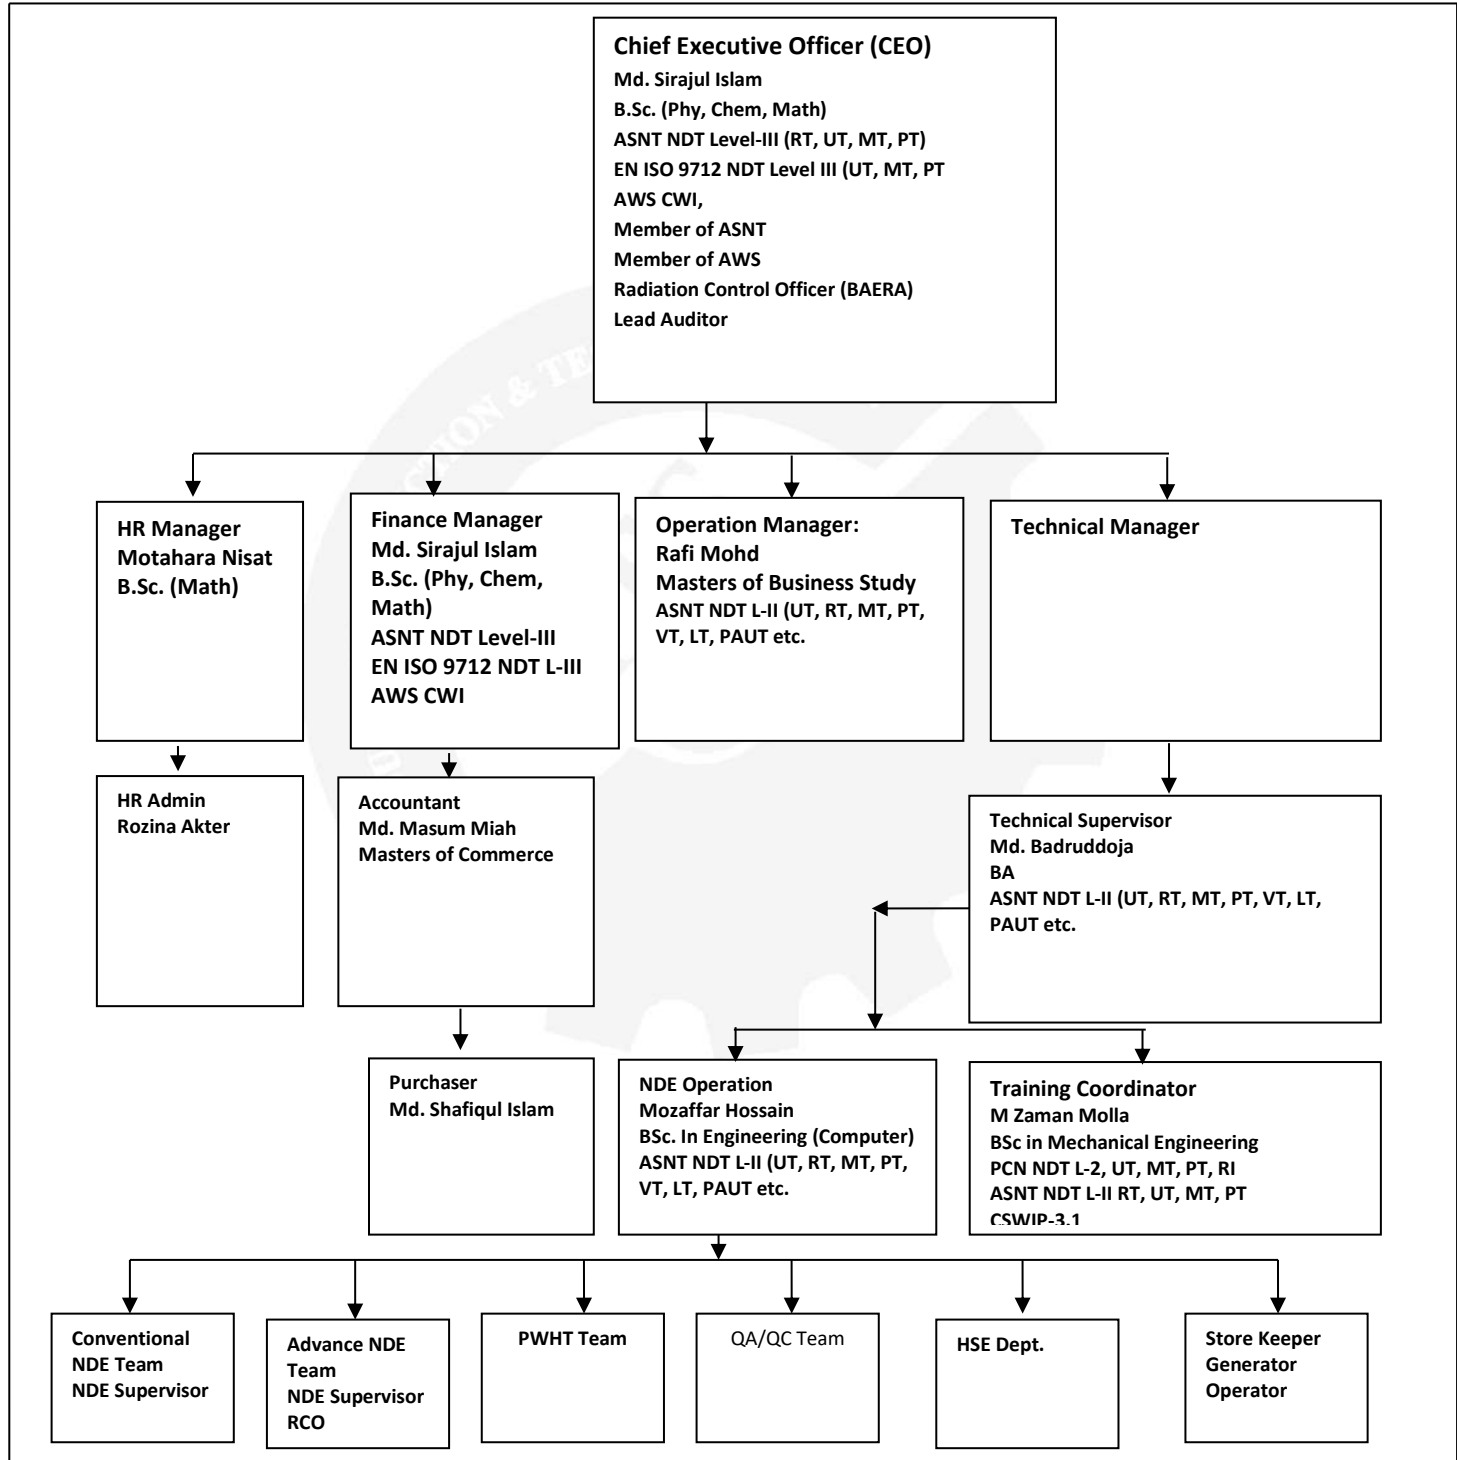 Chief Executive Officer (CEO)
Md. Sirajul Islam
B.Sc. (Phy, Chem, Math)
ASNT NDT Level-III (RT, UT, MT, PT)
EN ISO 9712 NDT Level III (UT, MT, PT
AWS CWI,
Member of ASNT
Member of AWS
Radiation Control Officer (BAERA)
Lead Auditor
HR Manager
Motahara Nisat
B.Sc. (Math)
Finance Manager
Md. Sirajul Islam
B.Sc. (Phy, Chem,
Math)
ASNT NDT Level-III
EN ISO 9712 NDT L-III
AWS CWI
Operation Manager:
Rafi Mohd
Masters of Business Study
ASNT NDT L-II (UT, RT, MT, PT,
VT, LT, PAUT etc.
Technical Manager
HR Admin
Rozina Akter
Accountant
Md. Masum Miah
Masters of Commerce
Technical Supervisor
Md. Badruddoja
BA
ASNT NDT L-II (UT, RT, MT, PT, VT, LT,
PAUT etc.
Purchaser
Md. Shafiqul Islam
NDE Operation
Mozaffar Hossain
BSc. In Engineering (Computer)
ASNT NDT L-II (UT, RT, MT, PT,
VT, LT, PAUT etc.
Training Coordinator
M Zaman Molla
BSc in Mechanical Engineering
PCN NDT L-2, UT, MT, PT, RI
ASNT NDT L-II RT, UT, MT, PT
CSWIP-3.1
Conventional
NDE Team
NDE Supervisor
Advance NDE
Team
NDE Supervisor
RCO
PWHT Team
QA/QC Team
HSE Dept.
Store Keeper
Generator
Operator